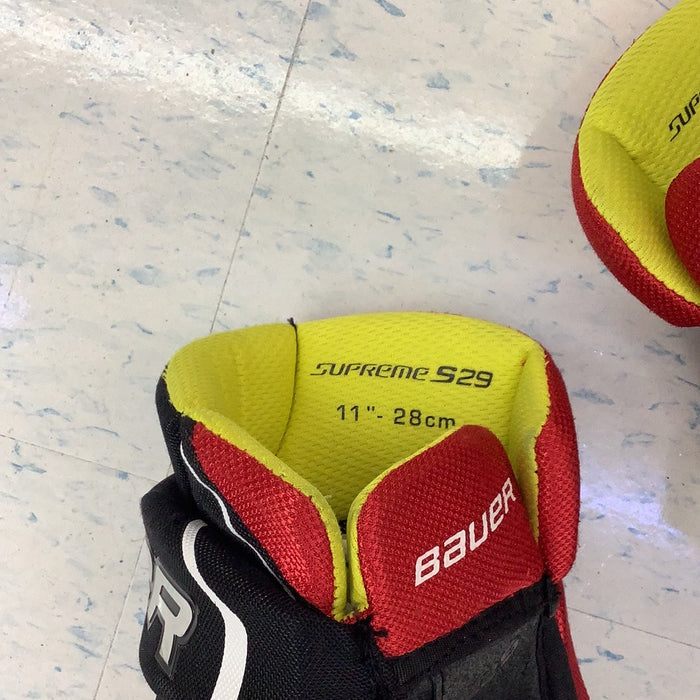 SUPREME S29
11"- 28cm
BAUER
R